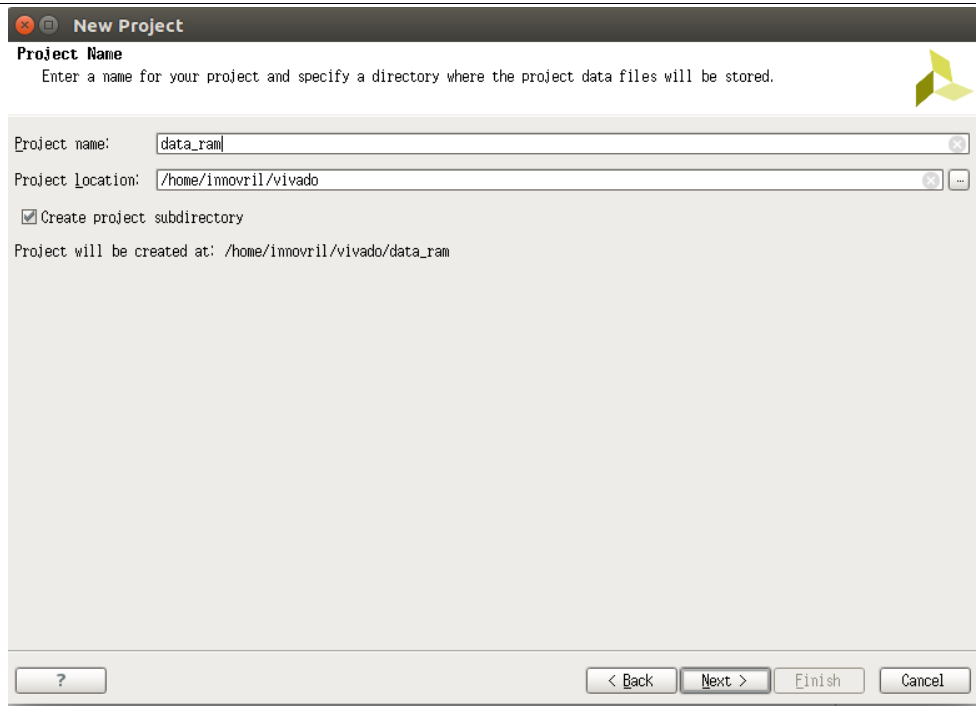 New Project
Project Name
Enter a name for your project and specify a directory where the project data files will be stored.
Project name: data_ram
Project location: /home/innovril/vivado ...
Create project subdirectory
Project will be created at: /home/innovril/vivado/data_ram
? < Back Next > Finish Cancel